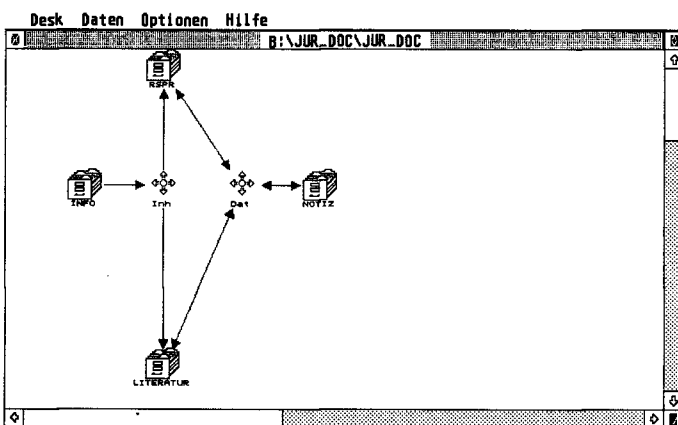 Desk Daten Optionen Hilfe
B:\JUR_DOC\JUR_DOC
RSPR
INFO Inh Dat NOTIZ
LITERATUR